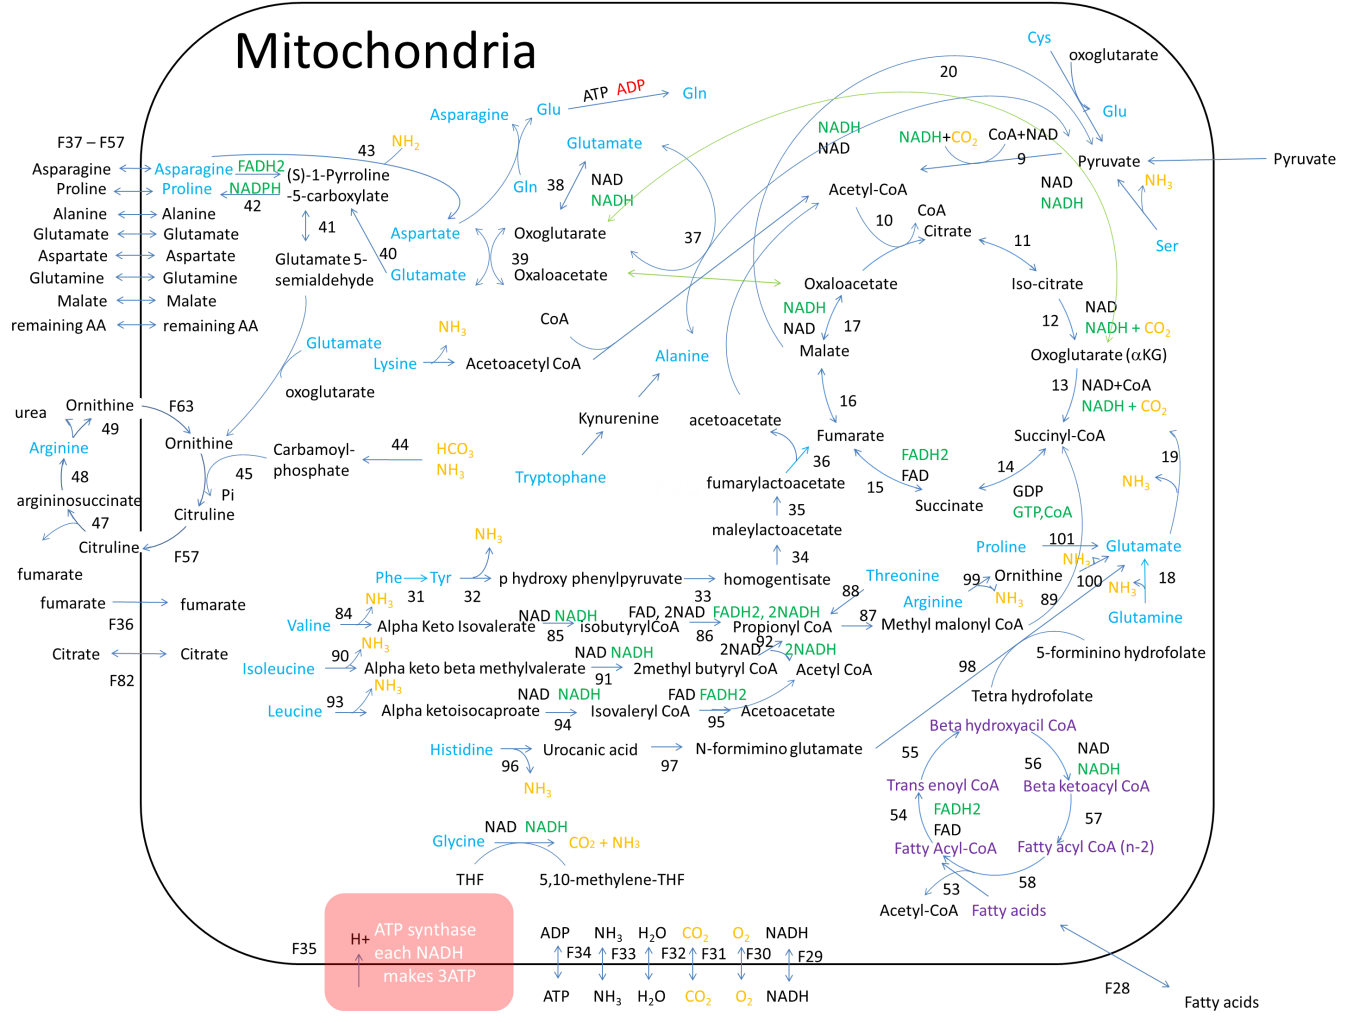 Mitochondria
Cys
oxoglutarate
Glu
20
ATP ADP
Glu
Gln
Asparagine
Glutamate
NH2
43
F37 – F57
Asparagine
Asparagine
FADH2
Proline
Proline
NADPH
42
(S)-1-Pyrroline
-5-carboxylate
Alanine
Alanine
Glutamate
Glutamate
Aspartate
Aspartate
Glutamine
Glutamine
Malate
Malate
remaining AA
remaining AA
41
Glutamate 5-
semialdehyde
40
Gln
38
NAD
NADH
Aspartate
Oxoglutarate
39
Glutamate
Oxaloacetate
37
NADH
NAD
NADH+CO2
CoA+NAD
9
Pyruvate
Pyruvate
NAD
NADH
NH3
Ser
Acetyl-CoA
10
CoA
Citrate
11
Oxaloacetate
Iso-citrate
NADH
NAD
17
12
NAD
NADH + CO2
Malate
Oxoglutarate (αKG)
13
NAD+CoA
NADH + CO2
16
Fumarate
Succinyl-CoA
FADH2
FAD
14
15
Succinate
GDP
GTP,CoA
19
NH3
CoA
NH3
Glutamate
Lysine
Acetoacetyl CoA
oxoglutarate
Alanine
Kynurenine
Tryptophane
acetoacetate
36
fumarylactoacetate
35
maleylactoacetate
34
urea
Ornithine
F63
49
Arginine
Ornithine
48
45
Carbamoyl-
phosphate
44
HCO3
NH3
argininosuccinate
Pi
Citruline
47
Citruline
F57
fumarate
fumarate
fumarate
F36
Citrate
Citrate
F82
NH3
Phe
Tyr
p hydroxy phenylpyruvate
homogentisate
31
32
33
NH3
84
Valine
Alpha Keto Isovalerate
NAD NADH
85
isobutyrylCoA
FAD, 2NAD FADH2, 2NADH
86
Propionyl CoA
88
Threonine
87
Methyl malonyl CoA
89
Proline
101
Glutamate
NH3
99
Ornithine
100
NH3
18
Arginine
NH3
Glutamine
NH3
90
Isoleucine
Alpha keto beta methylvalerate
NAD NADH
91
2methyl butyryl CoA
92
2NAD
2NADH
Acetyl CoA
5-forminino hydrofolate
98
Tetra hydrofolate
NH3
93
Leucine
Alpha ketoisocaproate
NAD NADH
94
Isovaleryl CoA
FAD FADH2
95
Acetoacetate
Histidine
Urocanic acid
N-formimino glutamate
96
97
NH3
Beta hydroxyacil CoA
55
56
NAD
NADH
Trans enoyl CoA
Beta ketoacyl CoA
54
FADH2
FAD
57
Fatty Acyl-CoA
Fatty acyl CoA (n-2)
53
58
Acetyl-CoA
Fatty acids
NAD NADH
Glycine
CO2 + NH3
THF
5,10-methylene-THF
F35
H+
ATP synthase
each NADH
makes 3ATP
ADP NH3 H2O CO2 O2 NADH
F34 F33 F32 F31 F30 F29
ATP NH3 H2O CO2 O2 NADH
F28
Fatty acids